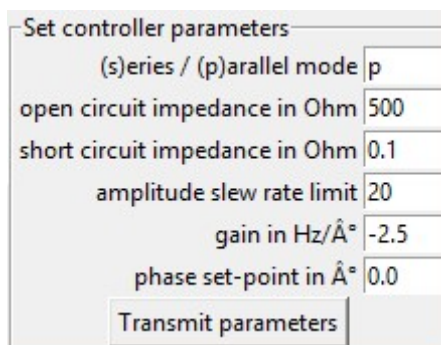 Set controller parameters
(s)eries / (p)arallel mode p
open circuit impedance in Ohm 500
short circuit impedance in Ohm 0.1
amplitude slew rate limit 20
gain in Hz/Â° -2.5
phase set-point in Â° 0.0
Transmit parameters